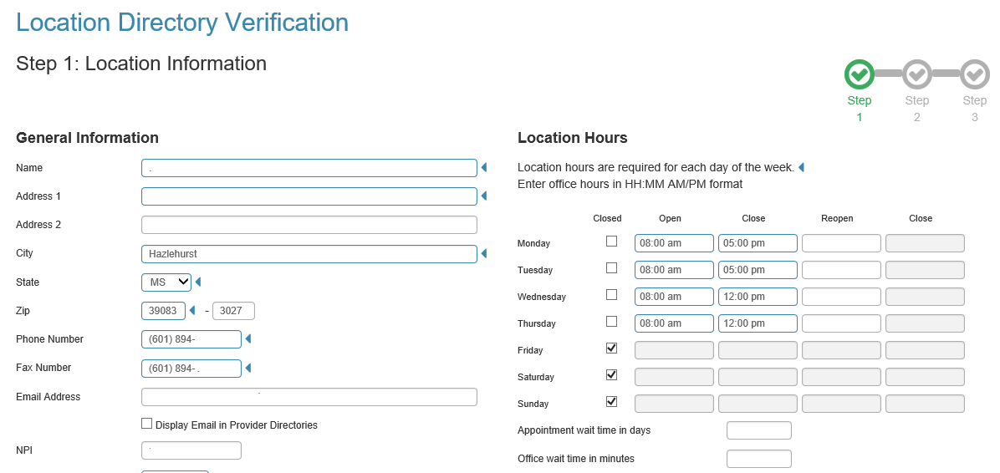 Location Directory Verification
Step 1: Location Information
Step 1
Step 2
Step 3
General Information
Name .
Address 1
Address 2
City Hazlehurst
State MS
Zip 39083 - 3027
Phone Number (601) 894-
Fax Number (601) 894- .
Email Address
Display Email in Provider Directories
NPI
Location Hours
Location hours are required for each day of the week.
Enter office hours in HH:MM AM/PM format
Closed Open Close Reopen Close
Monday 08:00 am 05:00 pm
Tuesday 08:00 am 05:00 pm
Wednesday 08:00 am 12:00 pm
Thursday 08:00 am 12:00 pm
Friday
Saturday
Sunday
Appointment wait time in days
Office wait time in minutes